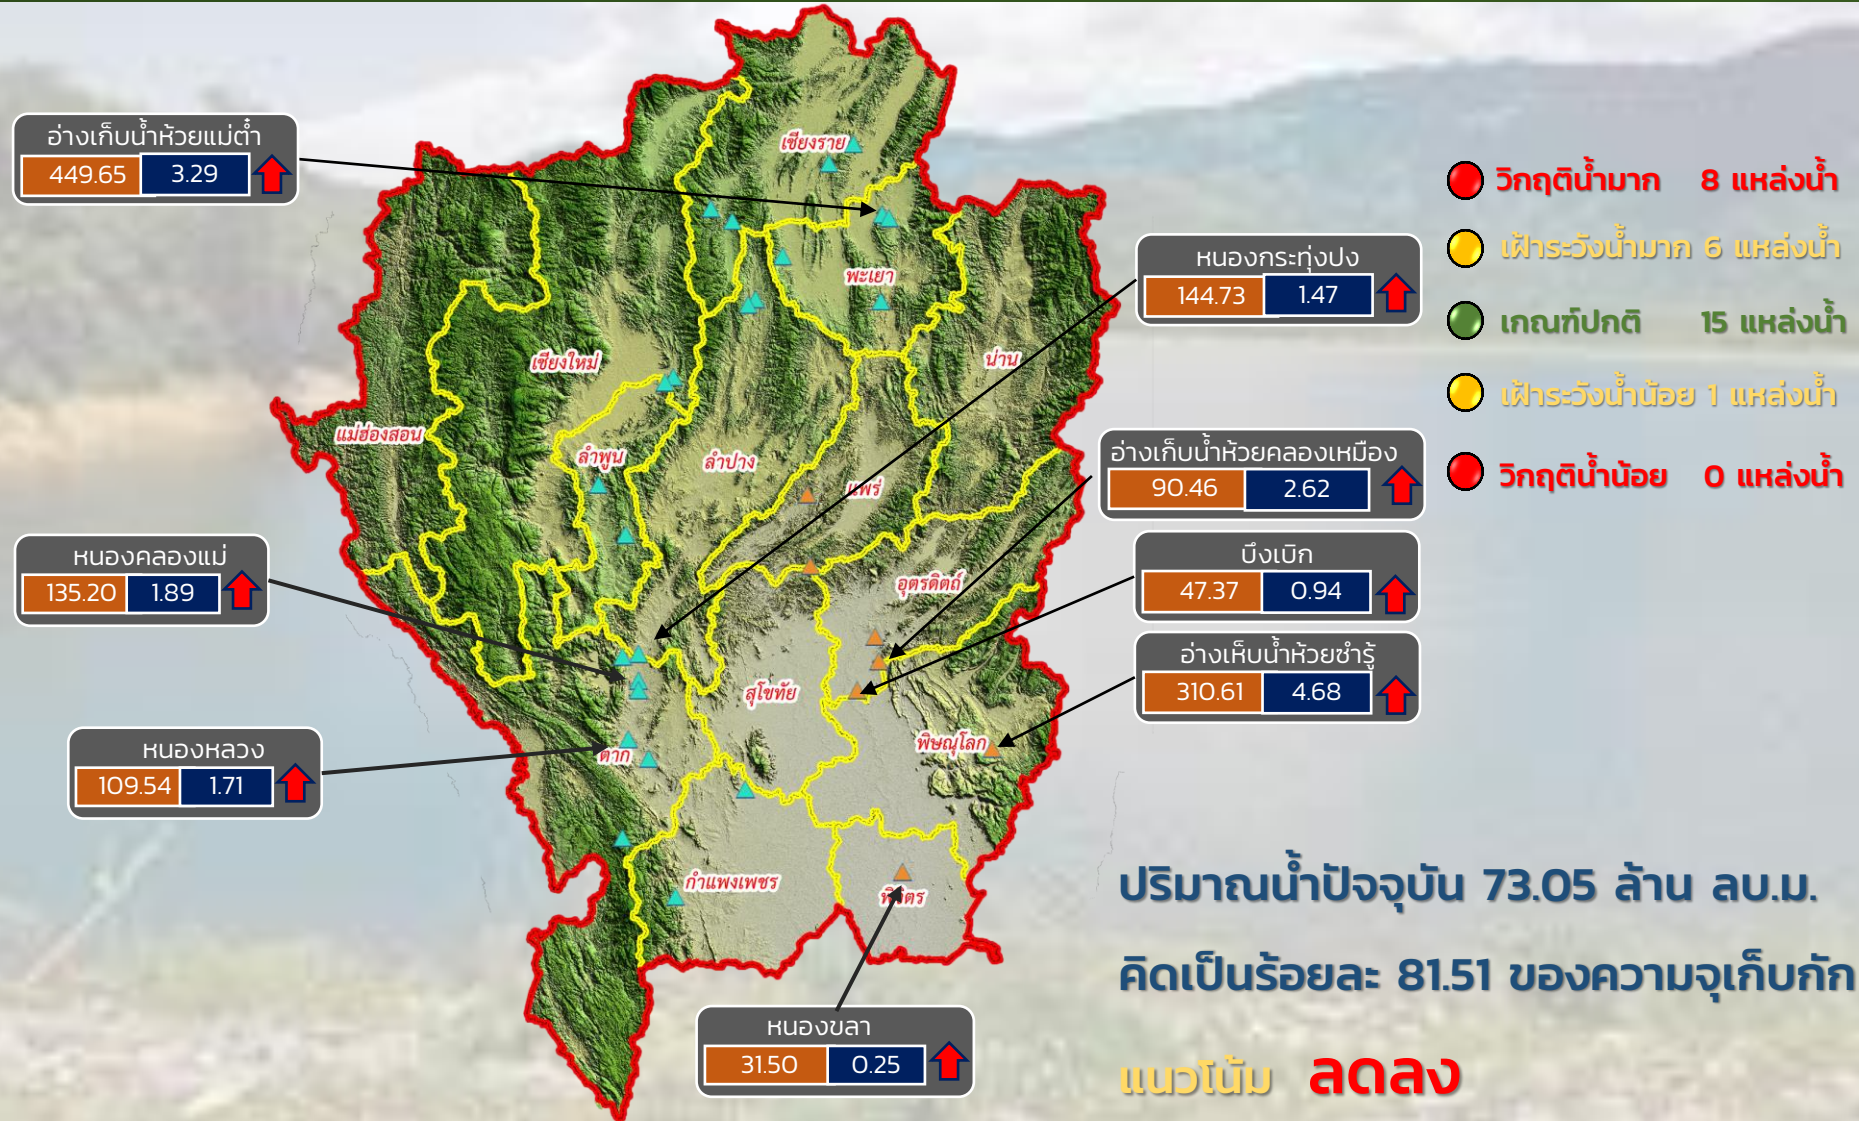 อ่างเก็บน้ำห้วยแม่ต่ำ
449.65 3.29
หนองคลองแม่
135.20 1.89
หนองหลวง
109.54 1.71
หนองขลา
31.50 0.25
หนองกระทุ่งปง
144.73 1.47
อ่างเก็บน้ำห้วยคลองเหมือง
90.46 2.62
บึงเบิก
47.37 0.94
อ่างเห็บน้ำห้วยซำรู้
310.61 4.68
เชียงราย
พะเยา
น่าน
เชียงใหม่
แม่ฮ่องสอน
ลำพูน
ลำปาง
แพร่
อุตรดิตถ์
สุโขทัย
ตาก
พิษณุโลก
กำแพงเพชร
พิจิตร
วิกฤติน้ำมาก 8 แหล่งน้ำ
เฝ้าระวังน้ำมาก 6 แหล่งน้ำ
เกณฑ์ปกติ 15 แหล่งน้ำ
เฝ้าระวังน้ำน้อย 1 แหล่งน้ำ
วิกฤติน้ำน้อย 0 แหล่งน้ำ
ปริมาณน้ำปัจจุบัน 73.05 ล้าน ลบ.ม.
คิดเป็นร้อยละ 81.51 ของความจุเก็บกัก
แนวโน้ม ลดลง